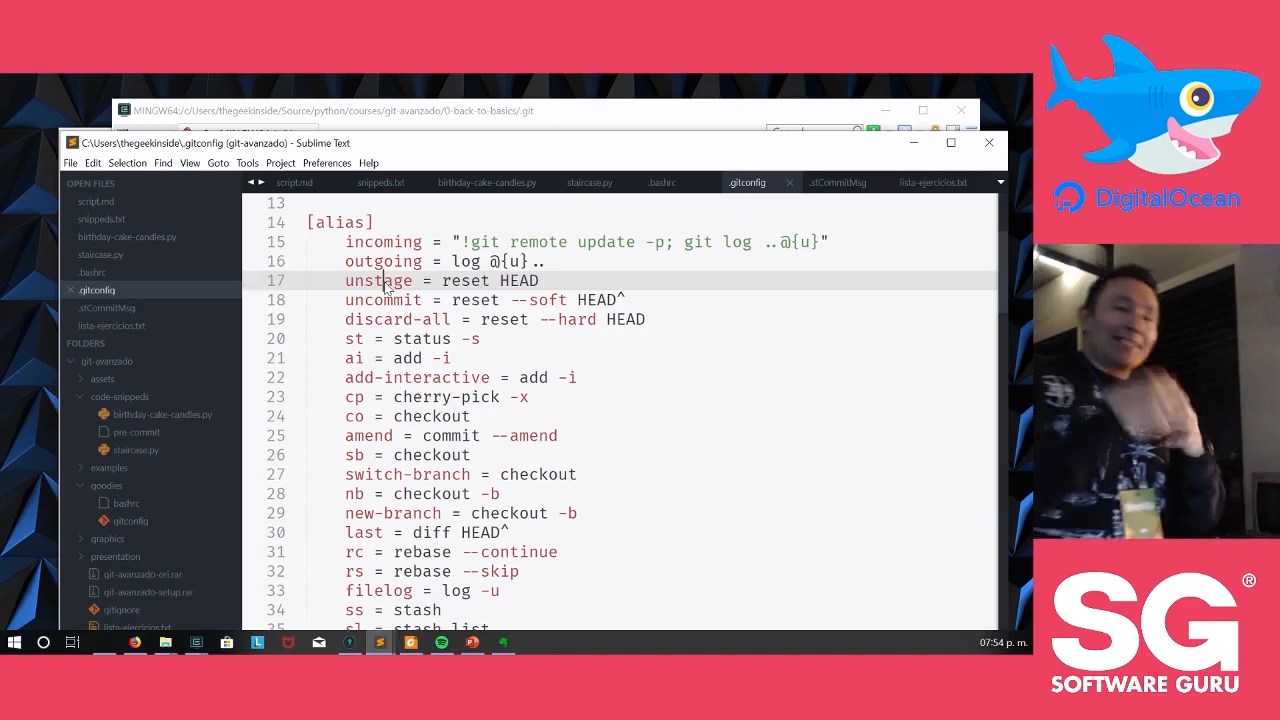 MINGW64:/c/Users/thegeekinside/Source/python/courses/git-avanzado/0-back-to-basics/.git
C:\Users\thegeekinside\.gitconfig (git-avanzado) - Sublime Text
File Edit Selection Find View Goto Tools Project Preferences Help
OPEN FILES
script.md
snippeds.txt
birthday-cake-candles.py
staircase.py
.bashrc
.gitconfig
.stCommitMsg
lista-ejercicios.txt
FOLDERS
git-avanzado
assets
code-snippeds
birthday-cake-candles.py
pre-commit
staircase.py
examples
goodies
bashrc
gitconfig
graphics
presentation
git-avanzado-ori.rar
git-avanzado-setup.rar
gitignore
lista-ejercicios.txt
script.md snippeds.txt birthday-cake-candles.py staircase.py .bashrc .gitconfig .stCommitMsg lista-ejercicios.txt
13
14 [alias]
15 incoming = "!git remote update -p; git log ..@{u}"
16 outgoing = log @{u}..
17 unstage = reset HEAD
18 uncommit = reset --soft HEAD^
19 discard-all = reset --hard HEAD
20 st = status -s
21 ai = add -i
22 add-interactive = add -i
23 cp = cherry-pick -x
24 co = checkout
25 amend = commit --amend
26 sb = checkout
27 switch-branch = checkout
28 nb = checkout -b
29 new-branch = checkout -b
30 last = diff HEAD^
31 rc = rebase --continue
32 rs = rebase --skip
33 filelog = log -u
34 ss = stash
35 sl = stash list
07:54 p. m.
DigitalOcean
SG®
SOFTWARE GURU